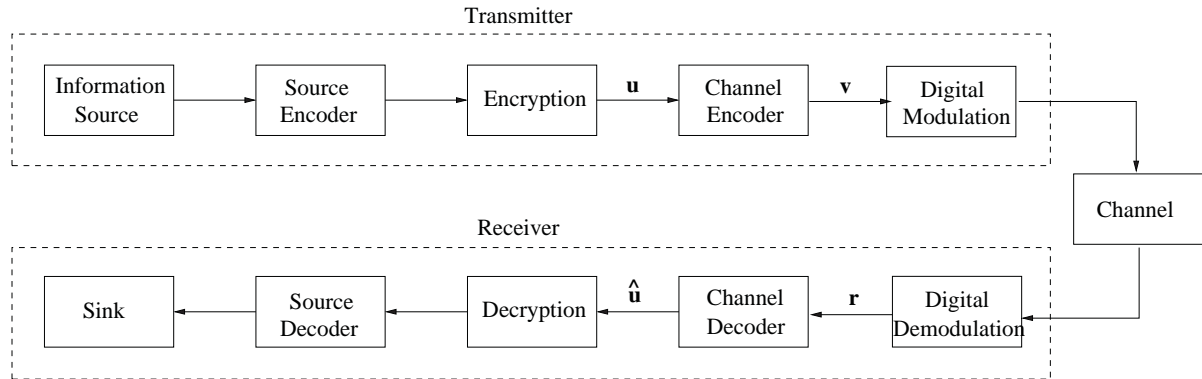 Transmitter
Information
Source
Source
Encoder
Encryption
u
Channel
Encoder
v
Digital
Modulation
Channel
Receiver
Sink
Source
Decoder
Decryption
û
Channel
Decoder
r
Digital
Demodulation